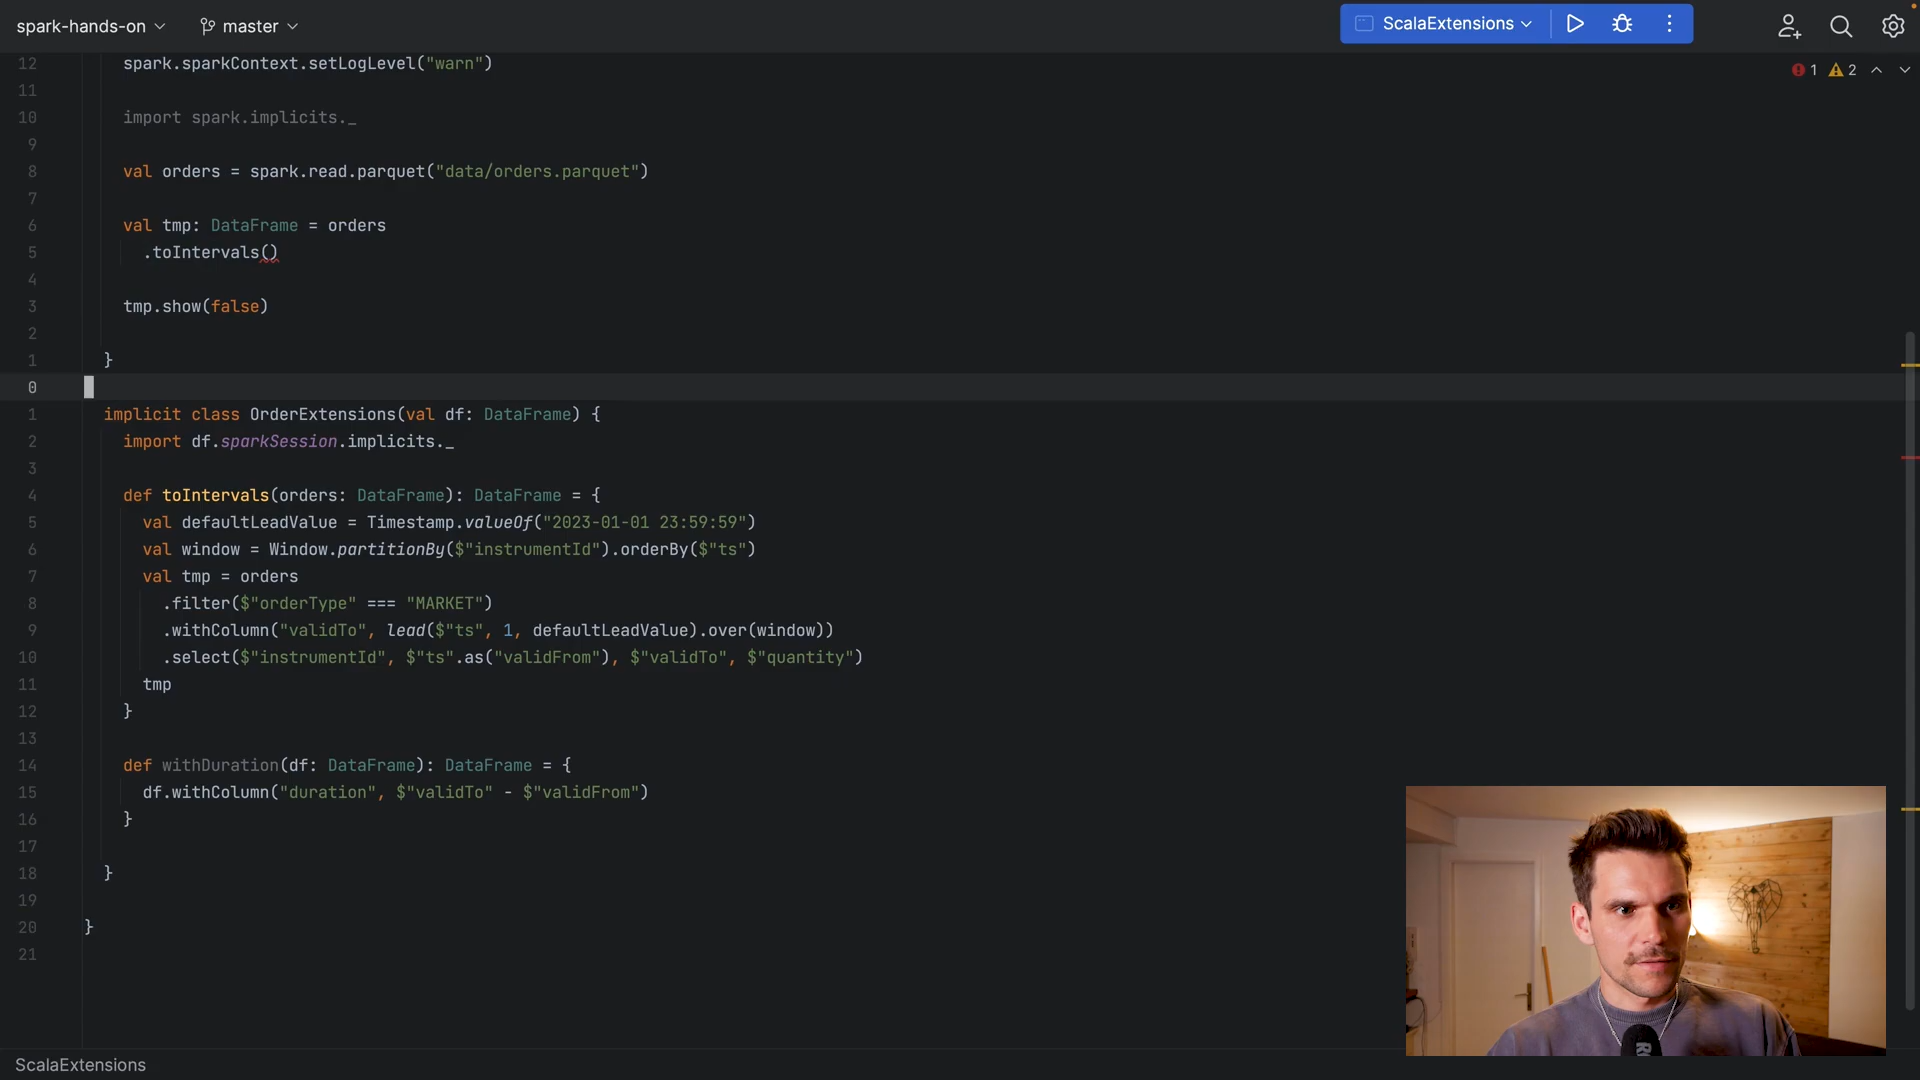 spark-hands-on master ScalaExtensions
12 spark.sparkContext.setLogLevel("warn")
1 2
11
10 import spark.implicits._
9
8 val orders = spark.read.parquet("data/orders.parquet")
7
6 val tmp: DataFrame = orders
5 .toIntervals()
4
3 tmp.show(false)
2
1 }
0
1 implicit class OrderExtensions(val df: DataFrame) {
2 import df.sparkSession.implicits._
3
4 def toIntervals(orders: DataFrame): DataFrame = {
5 val defaultLeadValue = Timestamp.valueOf("2023-01-01 23:59:59")
6 val window = Window.partitionBy($"instrumentId").orderBy($"ts")
7 val tmp = orders
8 .filter($"orderType" === "MARKET")
9 .withColumn("validTo", lead($"ts", 1, defaultLeadValue).over(window))
10 .select($"instrumentId", $"ts".as("validFrom"), $"validTo", $"quantity")
11 tmp
12 }
13
14 def withDuration(df: DataFrame): DataFrame = {
15 df.withColumn("duration", $"validTo" - $"validFrom")
16 }
17
18 }
19
20 }
21
ScalaExtensions